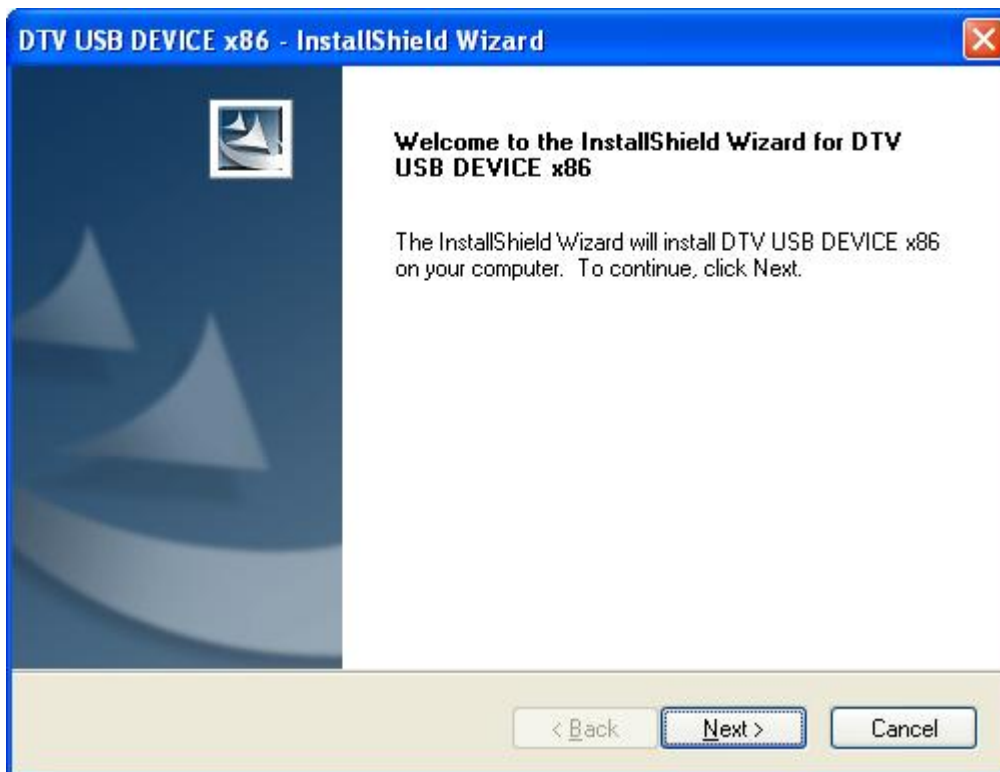 DTV USB DEVICE x86 - InstallShield Wizard
Welcome to the InstallShield Wizard for DTV
USB DEVICE x86
The InstallShield Wizard will install DTV USB DEVICE x86
on your computer.  To continue, click Next.
< Back Next > Cancel